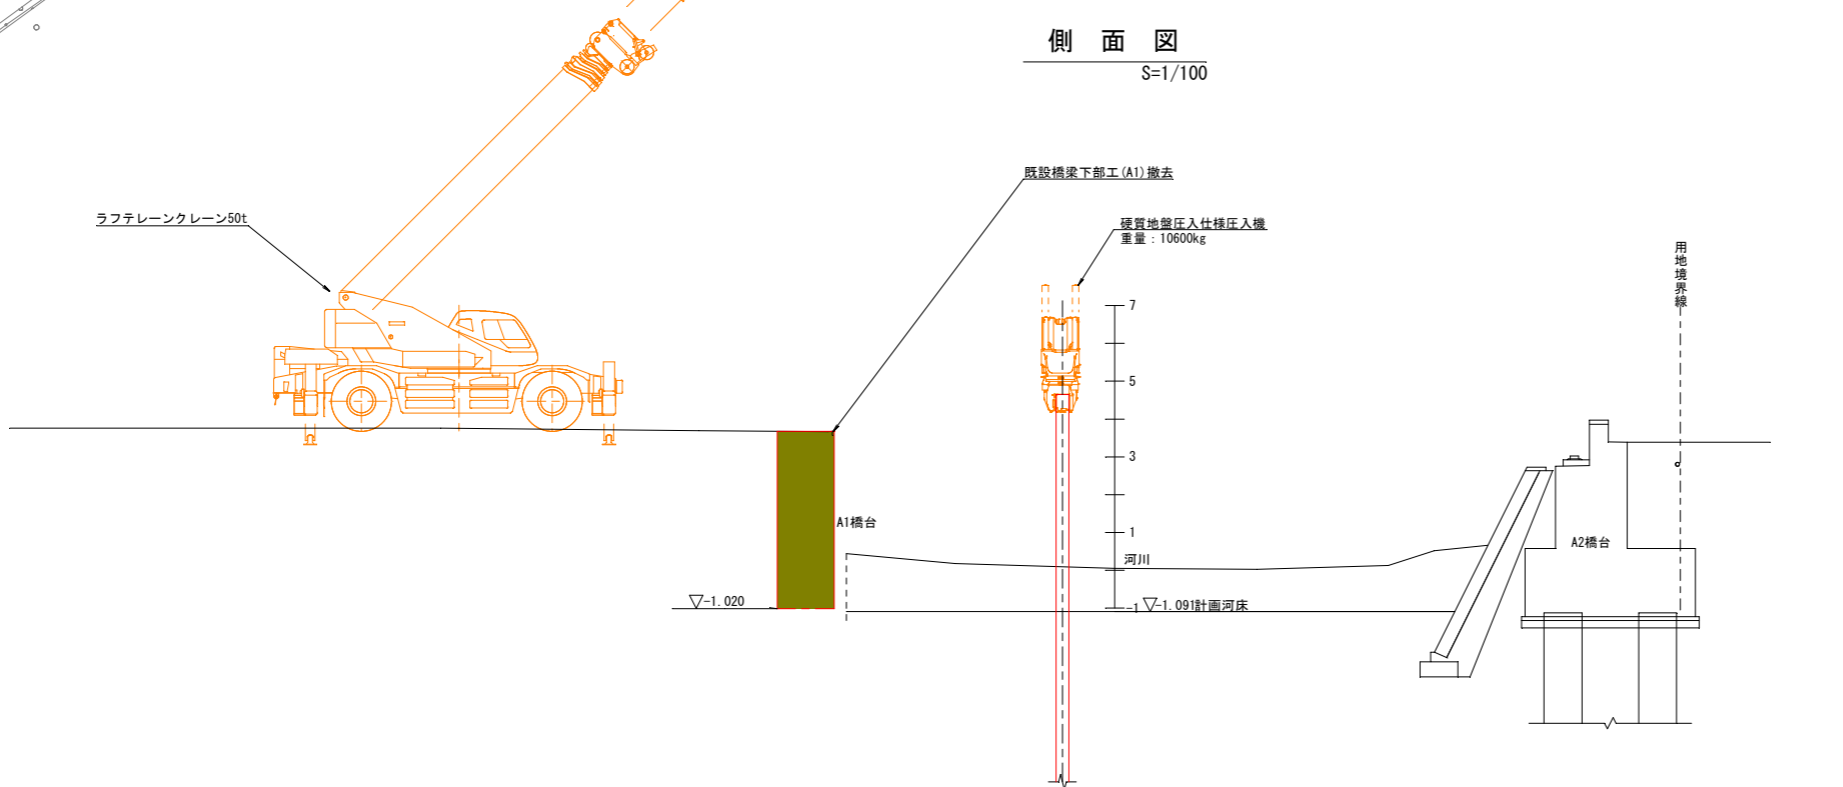 側面図
S=1/100
既設橋梁下部工(A1)撤去
ラフテレーンクレーン50t
硬質地盤圧入仕様圧入機
重量：10600kg
用地境界線
7
5
3
1
A1橋台
A2橋台
河川
▽-1.020
-1
▽-1.091計画河床